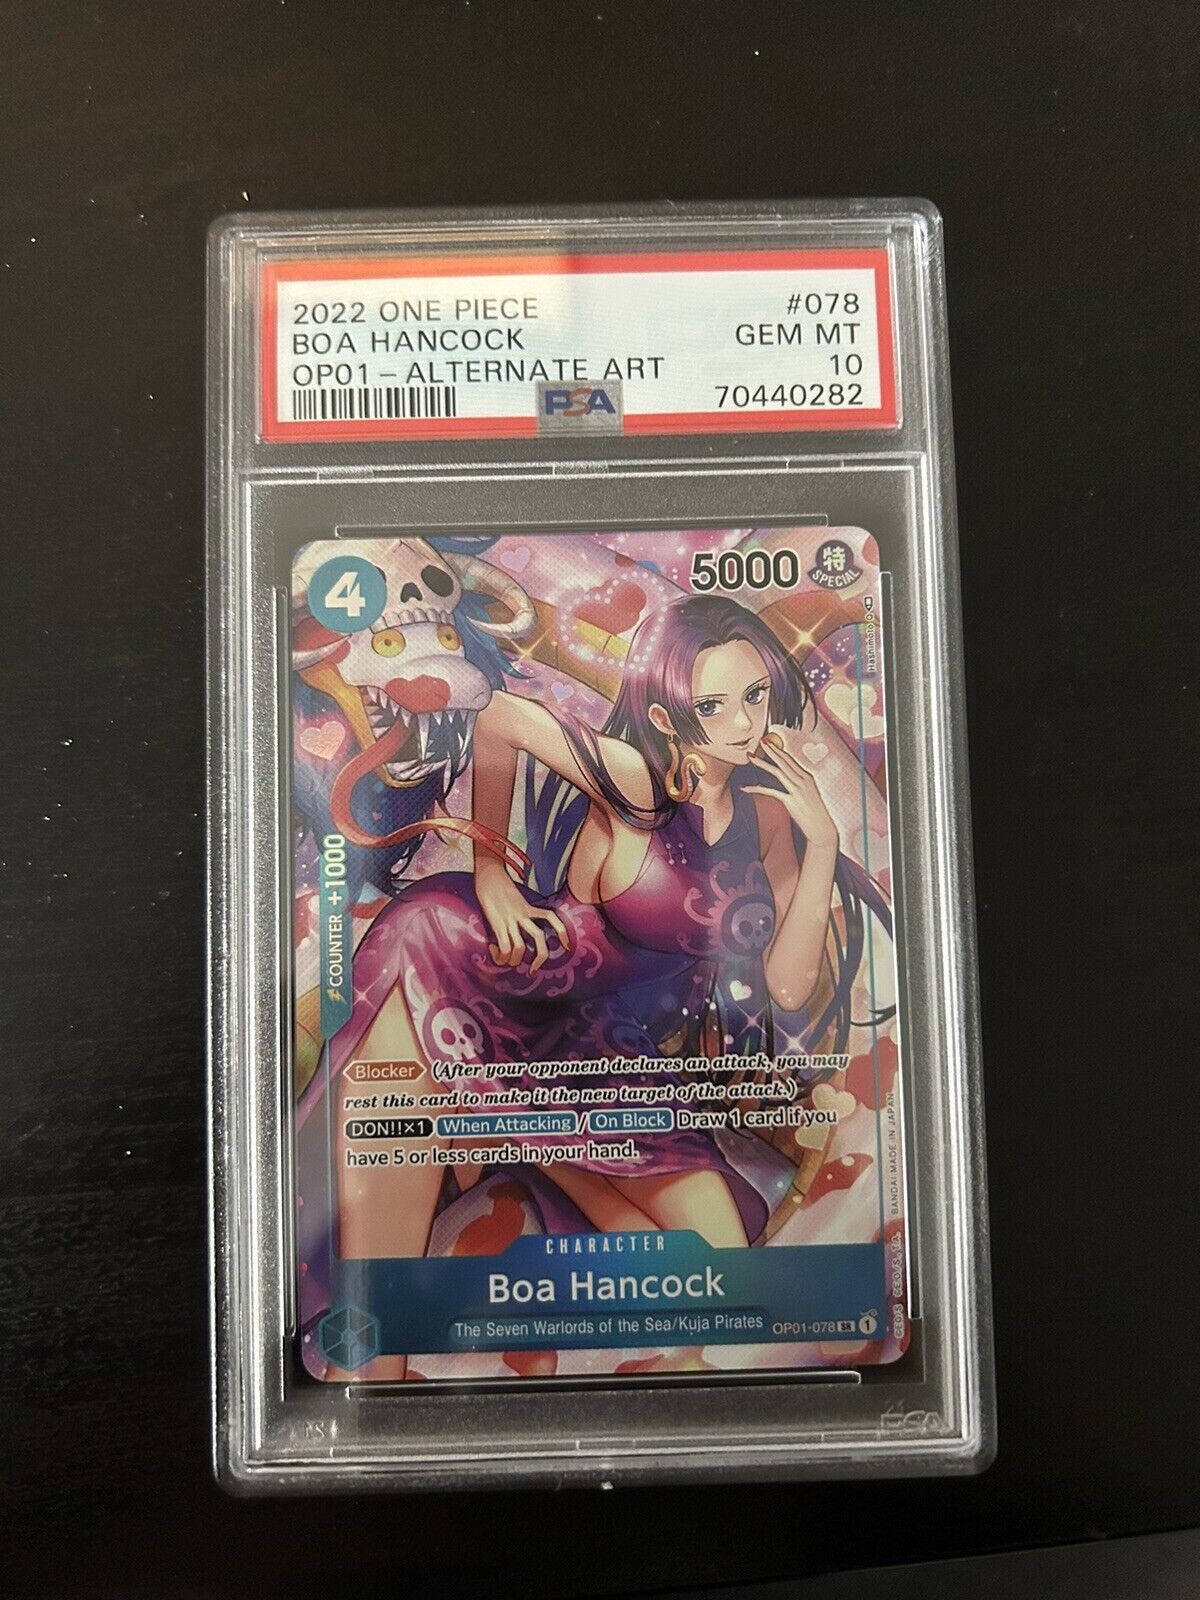 2022 ONE PIECE #078
BOA HANCOCK GEM MT
OP01 - ALTERNATE ART 10
PSA 70440282
4
5000
特
SPECIAL
Hashimoto Q
COUNTER +1000
Blocker (After your opponent declares an attack, you may
rest this card to make it the new target of the attack.)
DON!!×1 When Attacking / On Block Draw 1 card if you
have 5 or less cards in your hand.
BANDAI MADE IN JAPAN
CHARACTER
Boa Hancock
The Seven Warlords of the Sea/Kuja Pirates OP01-078 SR 1
PSA